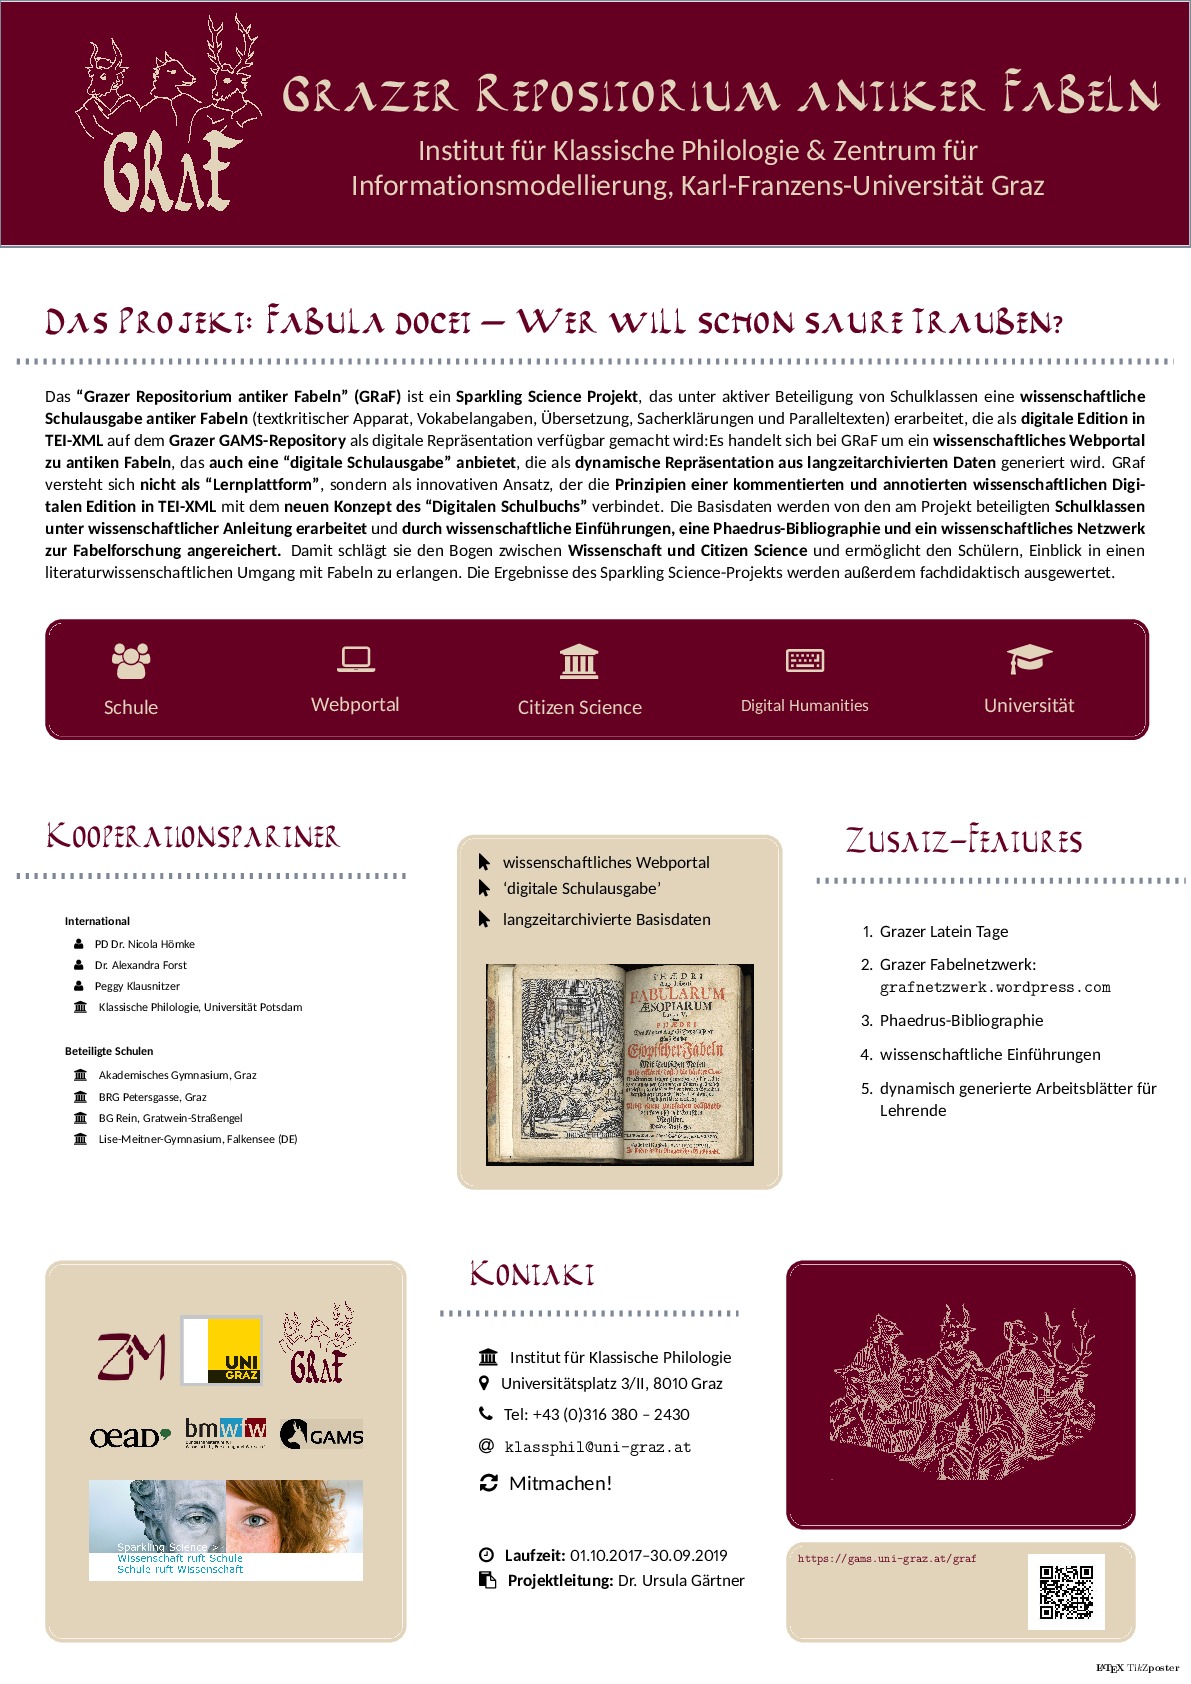 GRaF
Grazer Repositorium antiker Fabeln
Institut für Klassische Philologie & Zentrum für
Informationsmodellierung, Karl-Franzens-Universität Graz
Das Projekt: Fabula docet – Wer will schon saure Trauben?
Das “Grazer Repositorium antiker Fabeln” (GRaF) ist ein Sparkling Science Projekt, das unter aktiver Beteiligung von Schulklassen eine wissenschaftliche
Schulausgabe antiker Fabeln (textkritischer Apparat, Vokabelangaben, Übersetzung, Sacherklärungen und Paralleltexten) erarbeitet, die als digitale Edition in
TEI-XML auf dem Grazer GAMS-Repository als digitale Repräsentation verfügbar gemacht wird:Es handelt sich bei GRaF um ein wissenschaftliches Webportal
zu antiken Fabeln, das auch eine “digitale Schulausgabe” anbietet, die als dynamische Repräsentation aus langzeitarchivierten Daten generiert wird. GRaf
versteht sich nicht als “Lernplattform”, sondern als innovativen Ansatz, der die Prinzipien einer kommentierten und annotierten wissenschaftlichen Digi-
talen Edition in TEI-XML mit dem neuen Konzept des “Digitalen Schulbuchs” verbindet. Die Basisdaten werden von den am Projekt beteiligten Schulklassen
unter wissenschaftlicher Anleitung erarbeitet und durch wissenschaftliche Einführungen, eine Phaedrus-Bibliographie und ein wissenschaftliches Netzwerk
zur Fabelforschung angereichert. Damit schlägt sie den Bogen zwischen Wissenschaft und Citizen Science und ermöglicht den Schülern, Einblick in einen
literaturwissenschaftlichen Umgang mit Fabeln zu erlangen. Die Ergebnisse des Sparkling Science-Projekts werden außerdem fachdidaktisch ausgewertet.
Schule
Webportal
Citizen Science
Digital Humanities
Universität
Kooperationspartner
International
PD Dr. Nicola Hömke
Dr. Alexandra Forst
Peggy Klausnitzer
Klassische Philologie, Universität Potsdam
Beteiligte Schulen
Akademisches Gymnasium, Graz
BRG Petersgasse, Graz
BG Rein, Gratwein-Straßengel
Lise-Meitner-Gymnasium, Falkensee (DE)
wissenschaftliches Webportal
‘digitale Schulausgabe’
langzeitarchivierte Basisdaten
PHÆDRI
FABULARUM
ÆSOPIARUM
PHÆDRI
Esopischer Fabeln
Register.
Zusatz-Features
1. Grazer Latein Tage
2. Grazer Fabelnetzwerk:
grafnetzwerk.wordpress.com
3. Phaedrus-Bibliographie
4. wissenschaftliche Einführungen
5. dynamisch generierte Arbeitsblätter für
Lehrende
ZiM
UNI
GRAZ
GRaF
OeAD
bmwfw
GAMS
Sparkling Science >
Wissenschaft ruft Schule
Schule ruft Wissenschaft
Kontakt
Institut für Klassische Philologie
Universitätsplatz 3/II, 8010 Graz
Tel: +43 (0)316 380 – 2430
@ klassphil@uni-graz.at
Mitmachen!
Laufzeit: 01.10.2017–30.09.2019
Projektleitung: Dr. Ursula Gärtner
https://gams.uni-graz.at/graf
LATEX TikZposter